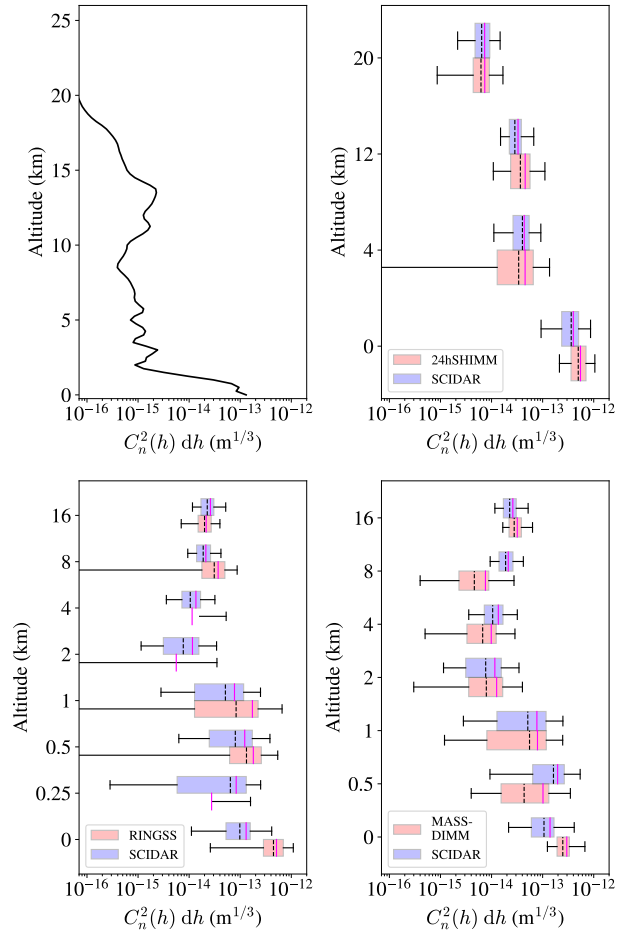 25
20
15
10
5
0
Altitude (km)
10⁻¹⁶ 10⁻¹⁵ 10⁻¹⁴ 10⁻¹³ 10⁻¹²
C_n^2(h) dh (m^{1/3})
20
12
4
0
Altitude (km)
24hSHIMM
SCIDAR
10⁻¹⁶ 10⁻¹⁵ 10⁻¹⁴ 10⁻¹³ 10⁻¹²
C_n^2(h) dh (m^{1/3})
16
8
4
2
1
0.5
0.25
0
Altitude (km)
RINGSS
SCIDAR
10⁻¹⁶ 10⁻¹⁵ 10⁻¹⁴ 10⁻¹³ 10⁻¹²
C_n^2(h) dh (m^{1/3})
16
8
4
2
1
0.5
0
Altitude (km)
MASS-
DIMM
SCIDAR
10⁻¹⁶ 10⁻¹⁵ 10⁻¹⁴ 10⁻¹³ 10⁻¹²
C_n^2(h) dh (m^{1/3})